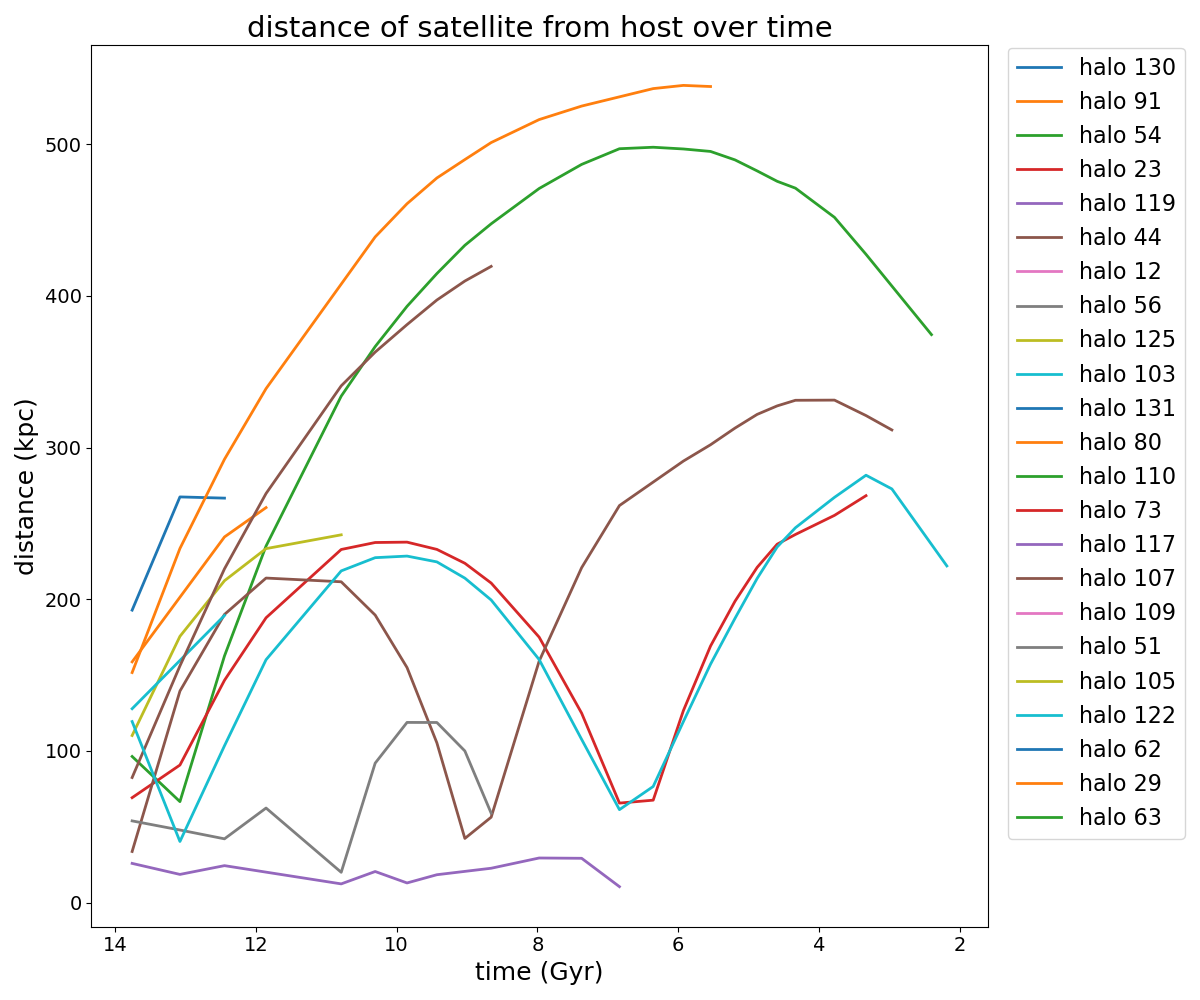 distance of satellite from host over time
distance (kpc)
500
400
300
200
100
0
14 12 10 8 6 4 2
time (Gyr)
halo 130
halo 91
halo 54
halo 23
halo 119
halo 44
halo 12
halo 56
halo 125
halo 103
halo 131
halo 80
halo 110
halo 73
halo 117
halo 107
halo 109
halo 51
halo 105
halo 122
halo 62
halo 29
halo 63